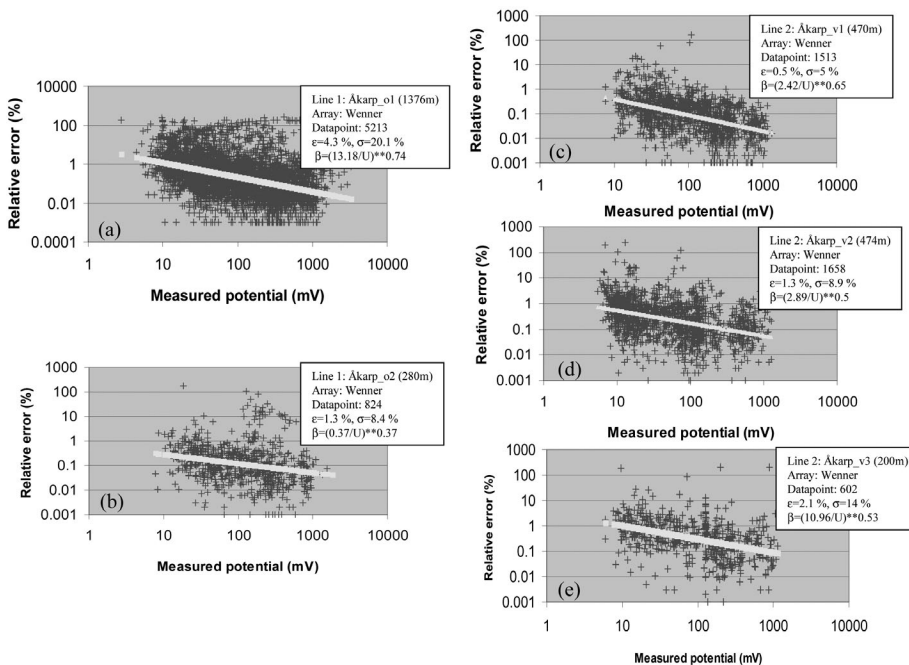 Relative error (%)
10000
100
1
0.01
0.0001
1
10
100
1000
10000
Measured potential (mV)
(a)
Line 1: Åkarp_o1 (1376m)
Array: Wenner
Datapoint: 5213
ε=4.3 %, σ=20.1 %
β=(13.18/U)**0.74
Relative error (%)
1000
100
10
1
0.1
0.01
0.001
1
10
100
1000
10000
Measured potential (mV)
(b)
Line 1: Åkarp_o2 (280m)
Array: Wenner
Datapoint: 824
ε=1.3 %, σ=8.4 %
β=(0.37/U)**0.37
Relative error (%)
1000
100
10
1
0.1
0.01
0.001
1
10
100
1000
10000
Measured potential (mV)
(c)
Line 2: Åkarp_v1 (470m)
Array: Wenner
Datapoint: 1513
ε=0.5 %, σ=5 %
β=(2.42/U)**0.65
Relative error (%)
1000
100
10
1
0.1
0.01
0.001
1
10
100
1000
10000
Measured potential (mV)
(d)
Line 2: Åkarp_v2 (474m)
Array: Wenner
Datapoint: 1658
ε=1.3 %, σ=8.9 %
β=(2.89/U)**0.5
Relative error (%)
1000
100
10
1
0.1
0.01
0.001
1
10
100
1000
10000
Measured potential (mV)
(e)
Line 2: Åkarp_v3 (200m)
Array: Wenner
Datapoint: 602
ε=2.1 %, σ=14 %
β=(10.96/U)**0.53